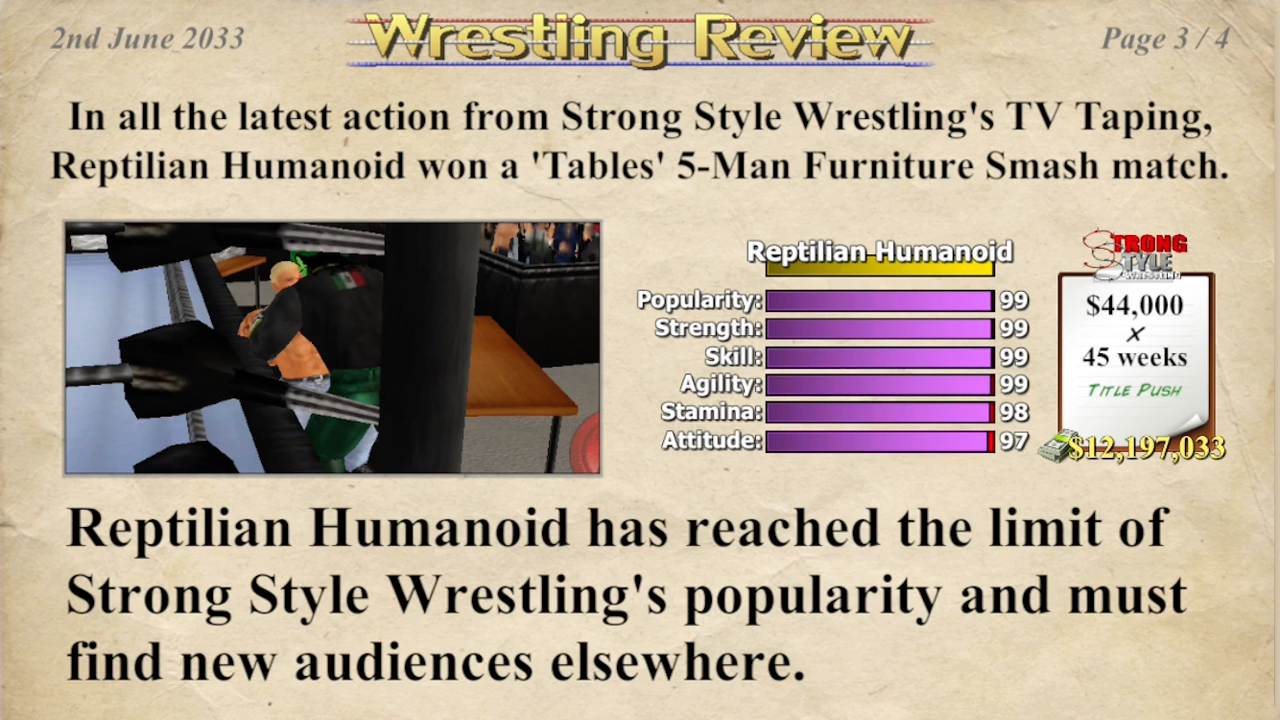 2nd June 2033
Wrestling Review
Page 3 / 4
In all the latest action from Strong Style Wrestling's TV Taping,
Reptilian Humanoid won a 'Tables' 5-Man Furniture Smash match.
Reptilian Humanoid
Popularity: 99
Strength: 99
Skill: 99
Agility: 99
Stamina: 98
Attitude: 97
STRONG
STYLE
WRESTLING
$44,000
x
45 weeks
TITLE PUSH
$12,197,033
Reptilian Humanoid has reached the limit of
Strong Style Wrestling's popularity and must
find new audiences elsewhere.